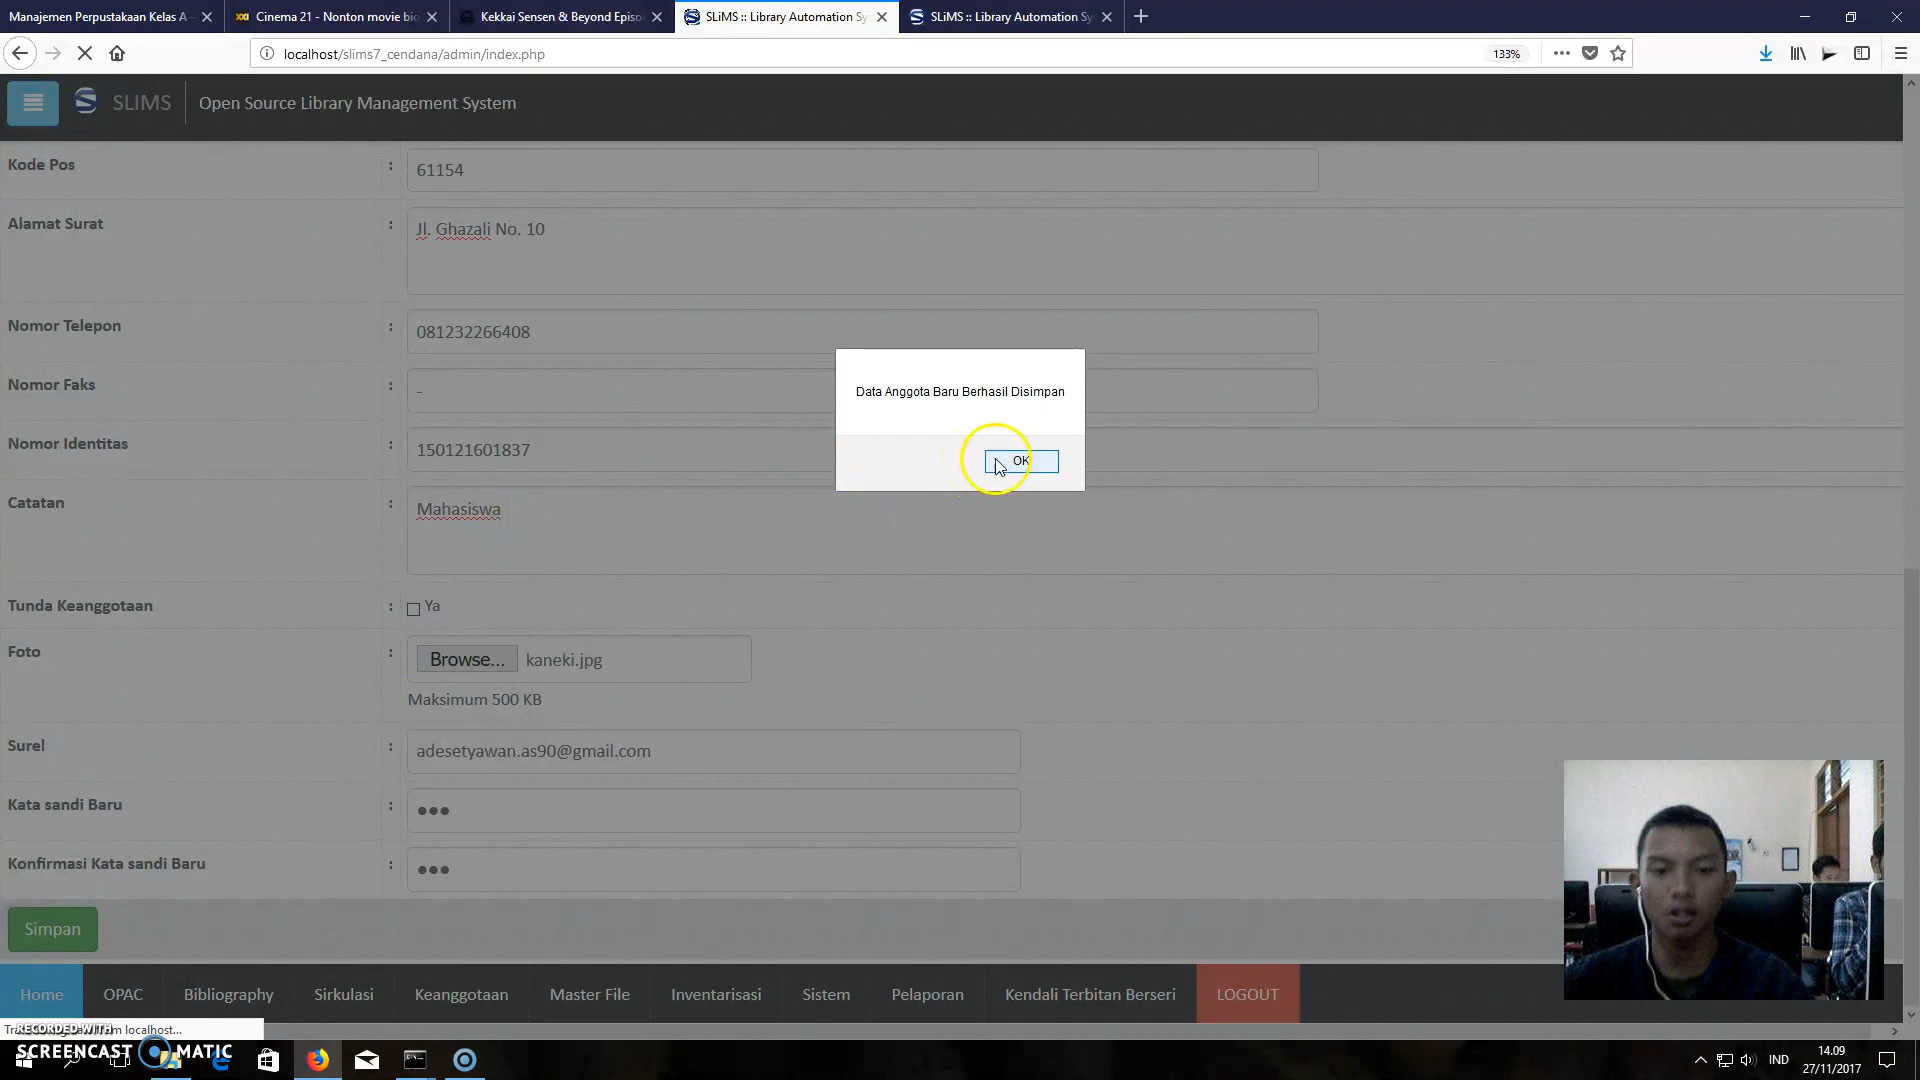 Manajemen Perpustakaan Kelas A –
Cinema 21 - Nonton movie bio
Kekkai Sensen & Beyond Episo
SLiMS :: Library Automation Sy
SLiMS :: Library Automation Sy
localhost/slims7_cendana/admin/index.php
133%
SLIMS
Open Source Library Management System
Kode Pos : 61154
Alamat Surat : Jl. Ghazali No. 10
Nomor Telepon : 081232266408
Data Anggota Baru Berhasil Disimpan
Nomor Faks : -
Nomor Identitas : 150121601837
OK
Catatan : Mahasiswa
Tunda Keanggotaan : Ya
Foto : Browse... kaneki.jpg
Maksimum 500 KB
Surel : adesetyawan.as90@gmail.com
Kata sandi Baru : ●●●
Konfirmasi Kata sandi Baru : ●●●
Simpan
Home OPAC Bibliography Sirkulasi Keanggotaan Master File Inventarisasi Sistem Pelaporan Kendali Terbitan Berseri LOGOUT
from localhost...
RECORDED WITH
SCREENCAST MATIC
IND
14.09
27/11/2017